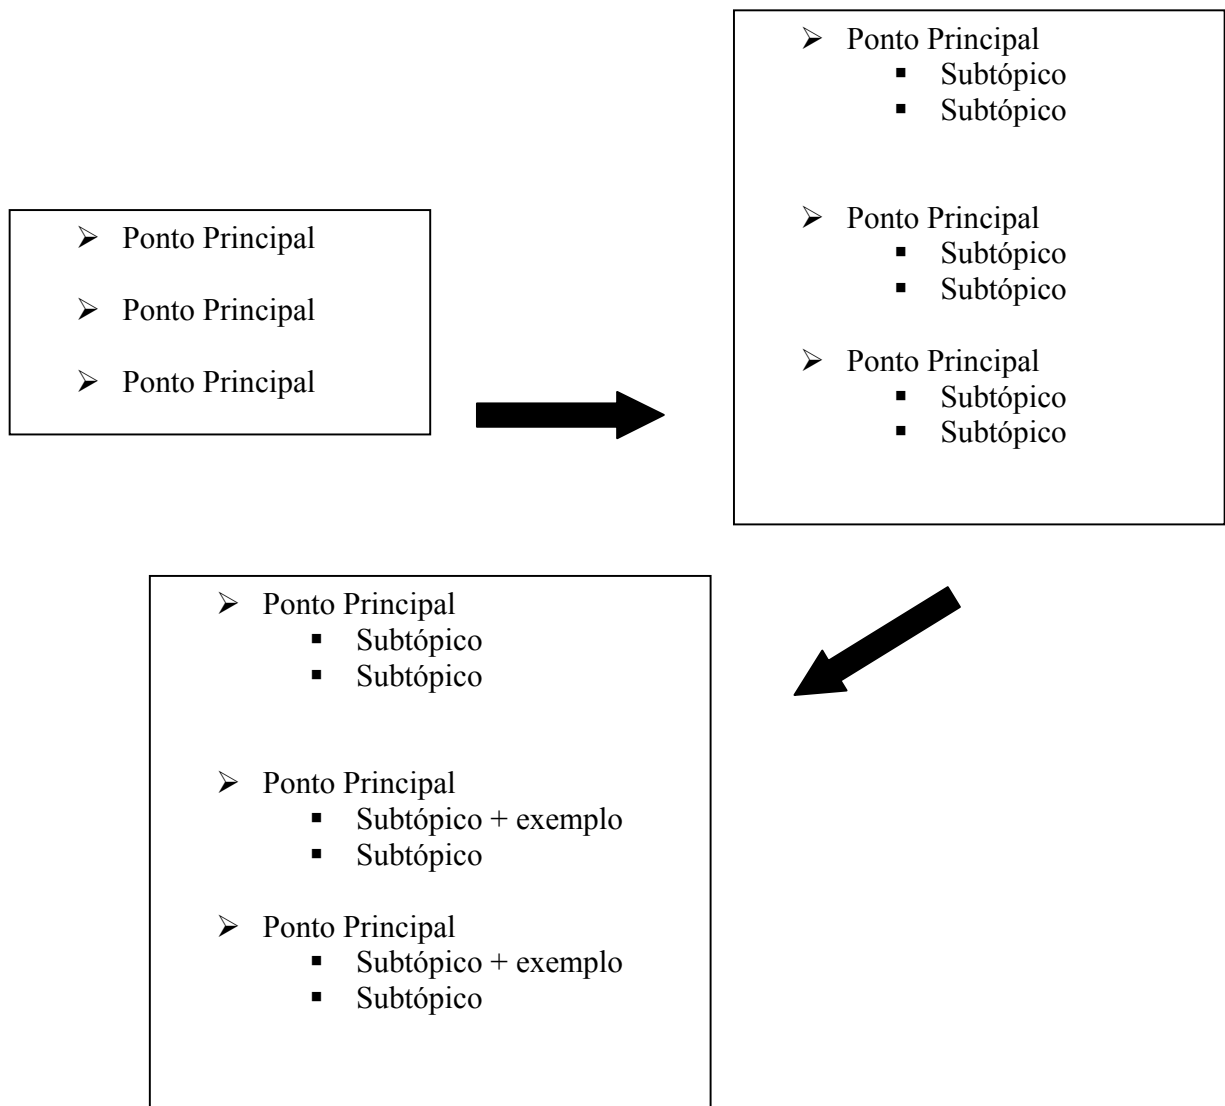 ➢ Ponto Principal
➢ Ponto Principal
➢ Ponto Principal
➢ Ponto Principal
▪ Subtópico
▪ Subtópico
➢ Ponto Principal
▪ Subtópico
▪ Subtópico
➢ Ponto Principal
▪ Subtópico
▪ Subtópico
➢ Ponto Principal
▪ Subtópico
▪ Subtópico
➢ Ponto Principal
▪ Subtópico + exemplo
▪ Subtópico
➢ Ponto Principal
▪ Subtópico + exemplo
▪ Subtópico